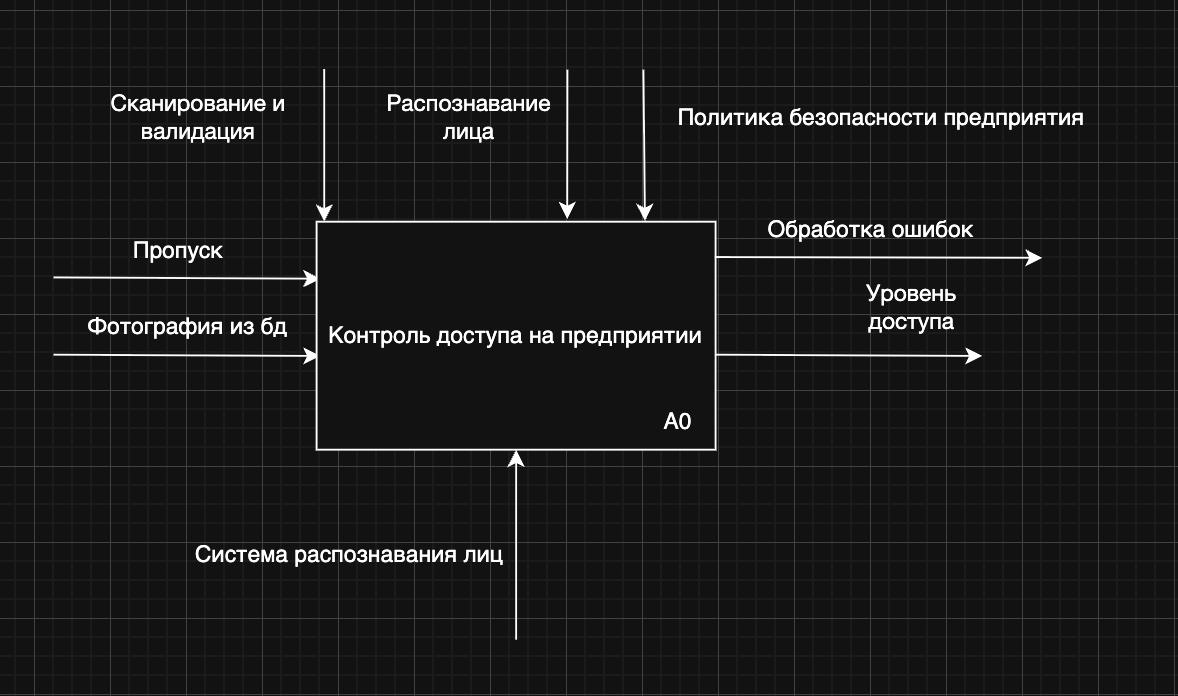 Сканирование и
валидация
Распознавание
лица
Политика безопасности предприятия
Пропуск
Фотография из бд
Контроль доступа на предприятии
A0
Обработка ошибок
Уровень
доступа
Система распознавания лиц